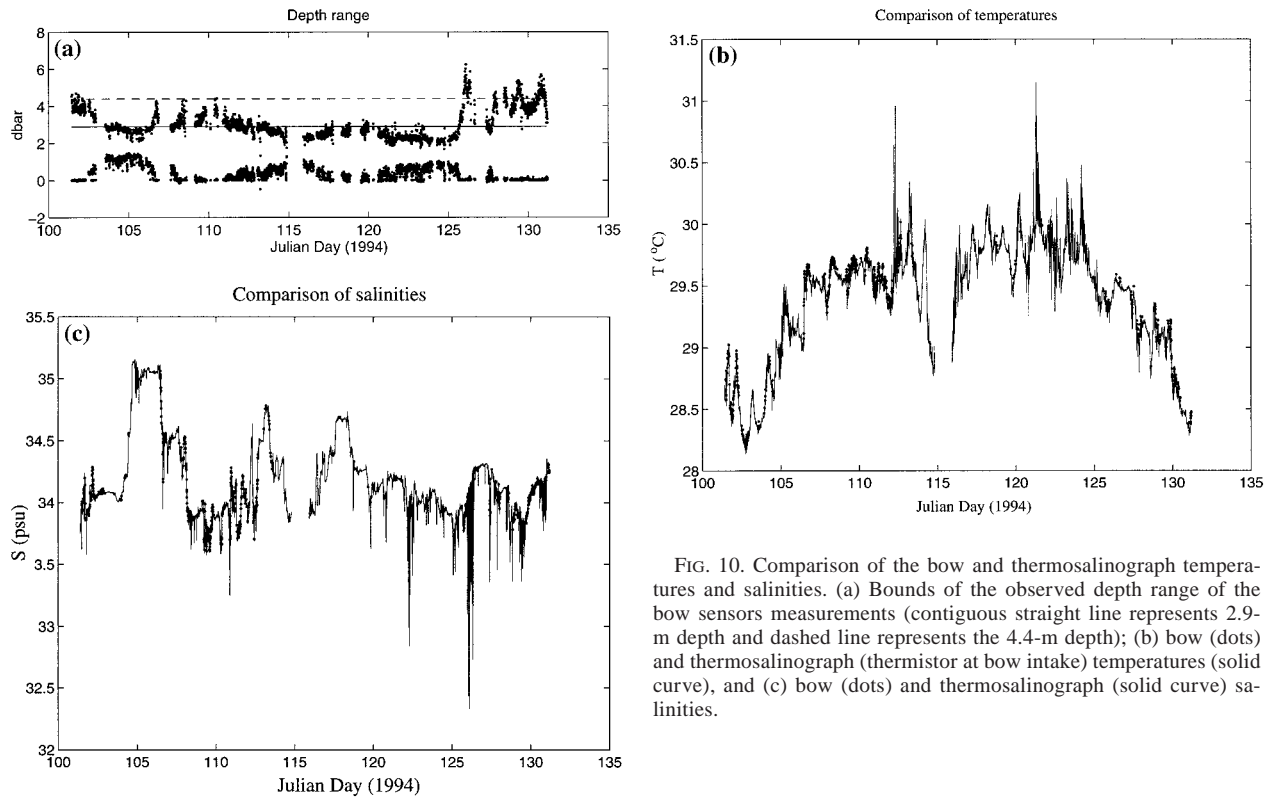 Depth range
(a)
8
6
4
2
0
−2
dbar
100 105 110 115 120 125 130 135
Julian Day (1994)
Comparison of temperatures
(b)
31.5
31
30.5
30
29.5
29
28.5
28
T (°C)
100 105 110 115 120 125 130 135
Julian Day (1994)
Comparison of salinities
(c)
35.5
35
34.5
34
33.5
33
32.5
32
S (psu)
100 105 110 115 120 125 130 135
Julian Day (1994)
FIG. 10. Comparison of the bow and thermosalinograph tempera-
tures and salinities. (a) Bounds of the observed depth range of the
bow sensors measurements (contiguous straight line represents 2.9-
m depth and dashed line represents the 4.4-m depth); (b) bow (dots)
and thermosalinograph (thermistor at bow intake) temperatures (solid
curve), and (c) bow (dots) and thermosalinograph (solid curve) sa-
linities.